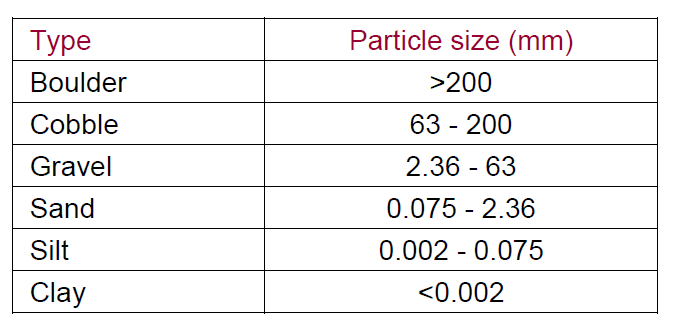 Type Particle size (mm)
Boulder >200
Cobble 63 - 200
Gravel 2.36 - 63
Sand 0.075 - 2.36
Silt 0.002 - 0.075
Clay <0.002